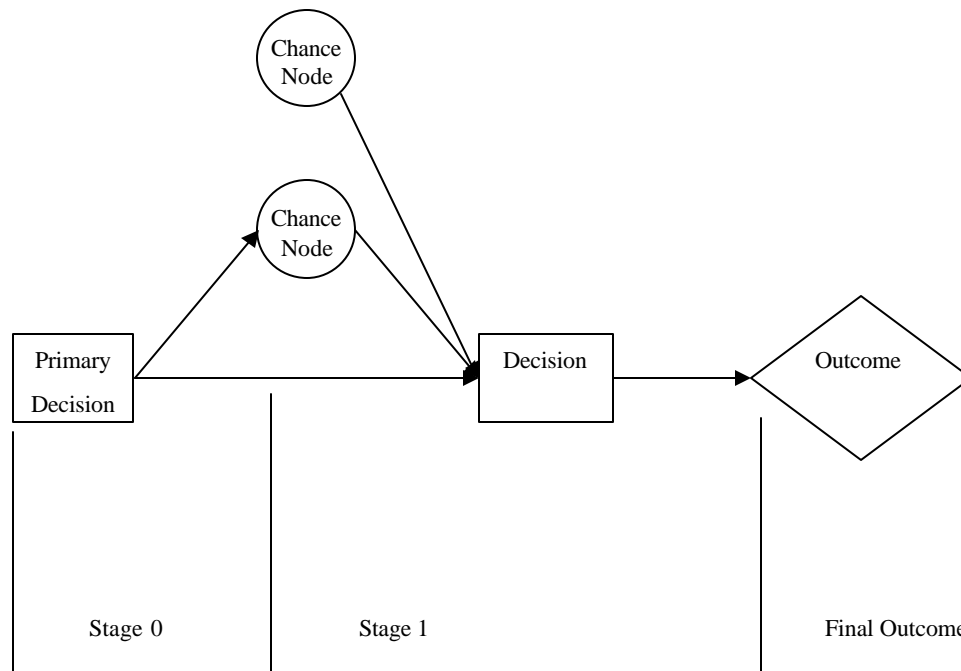 Chance
Node
Chance
Node
Primary
Decision
Decision
Outcome
Stage 0
Stage 1
Final Outcome